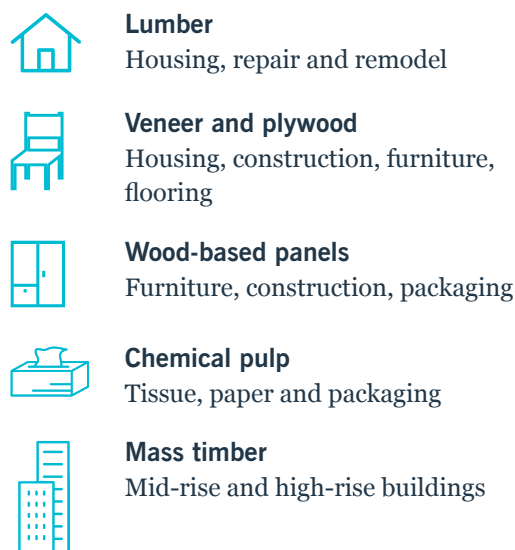 Lumber
Housing, repair and remodel
Veneer and plywood
Housing, construction, furniture,
flooring
Wood-based panels
Furniture, construction, packaging
Chemical pulp
Tissue, paper and packaging
Mass timber
Mid-rise and high-rise buildings